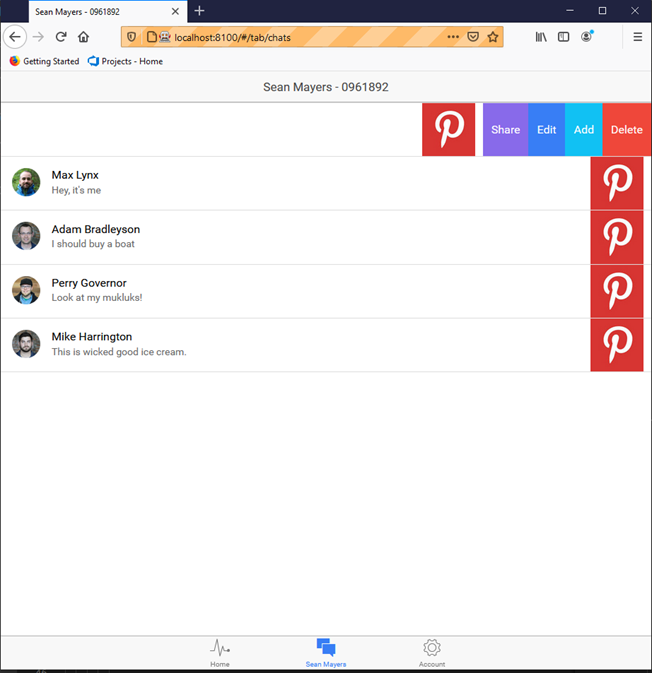 Sean Mayers - 0961892
localhost:8100/#/tab/chats
Getting Started Projects - Home
Sean Mayers - 0961892
Share Edit Add Delete
Max Lynx
Hey, it's me
Adam Bradleyson
I should buy a boat
Perry Governor
Look at my mukluks!
Mike Harrington
This is wicked good ice cream.
Home Sean Mayers Account